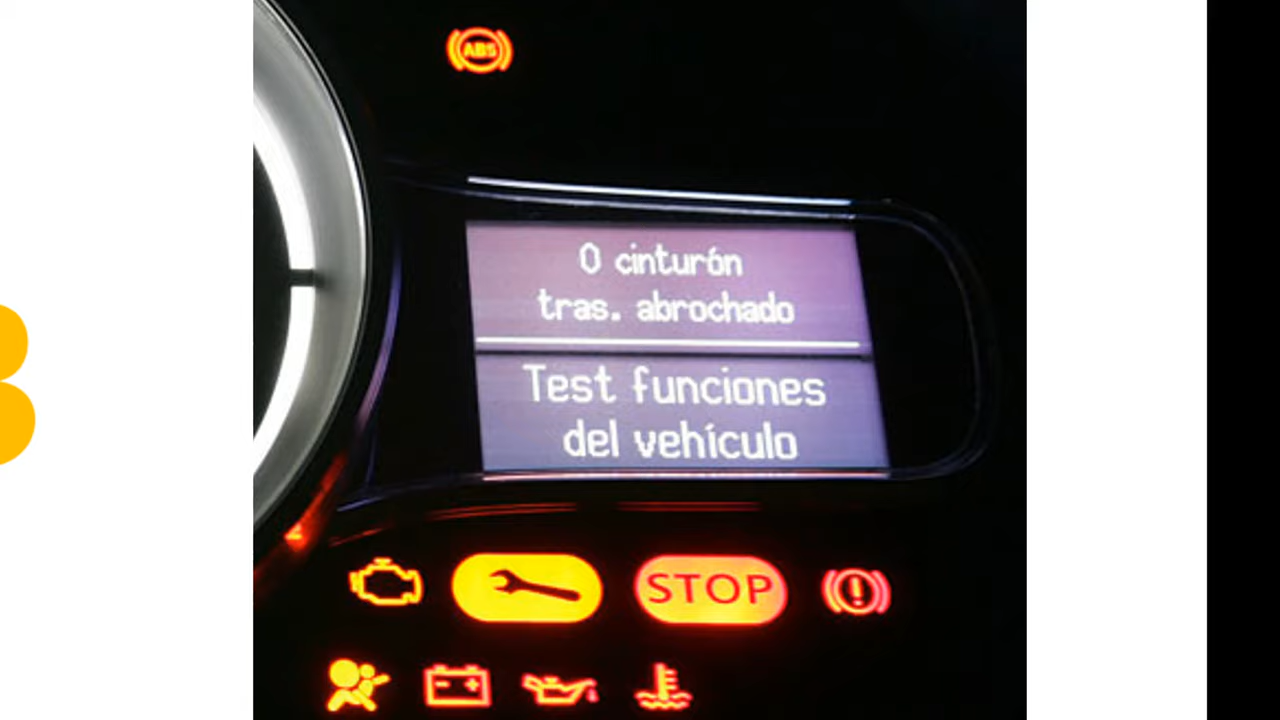 ABS
0 cinturón
tras. abrochado
Test funciones
del vehículo
STOP